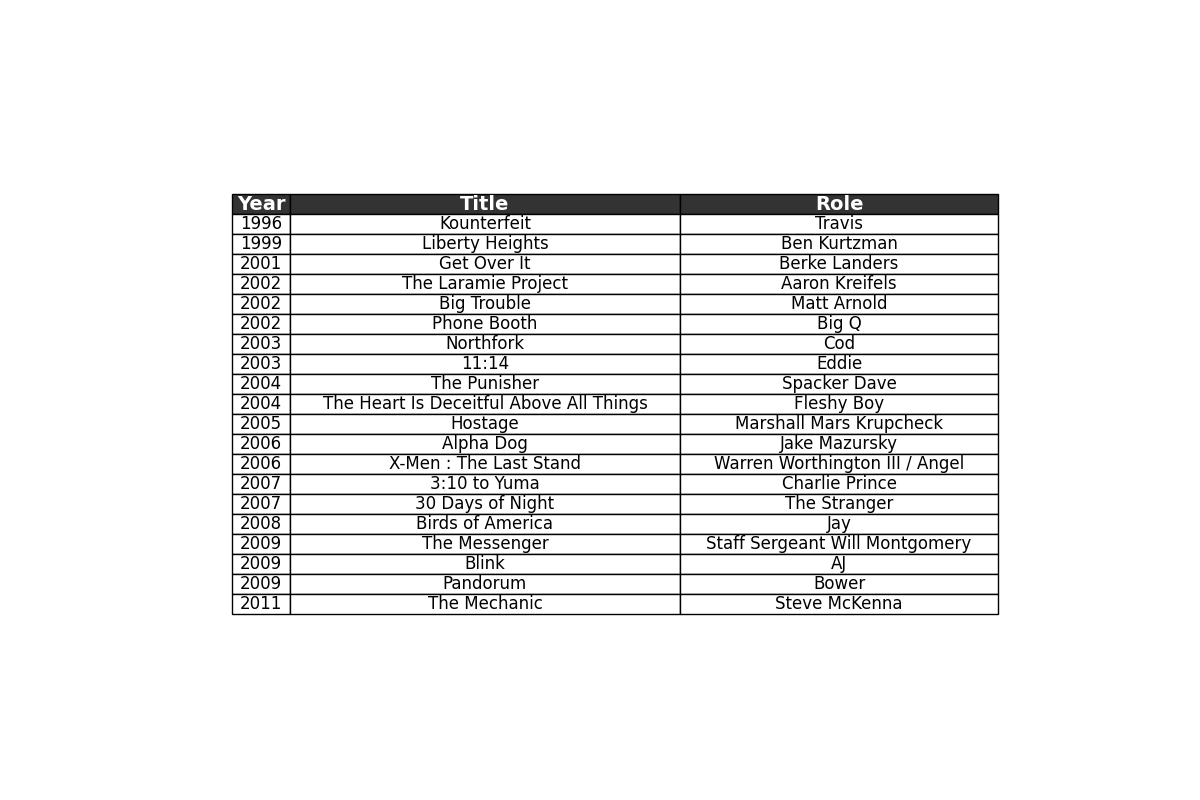 Year Title Role
1996 Kounterfeit Travis
1999 Liberty Heights Ben Kurtzman
2001 Get Over It Berke Landers
2002 The Laramie Project Aaron Kreifels
2002 Big Trouble Matt Arnold
2002 Phone Booth Big Q
2003 Northfork Cod
2003 11:14 Eddie
2004 The Punisher Spacker Dave
2004 The Heart Is Deceitful Above All Things Fleshy Boy
2005 Hostage Marshall Mars Krupcheck
2006 Alpha Dog Jake Mazursky
2006 X-Men : The Last Stand Warren Worthington III / Angel
2007 3:10 to Yuma Charlie Prince
2007 30 Days of Night The Stranger
2008 Birds of America Jay
2009 The Messenger Staff Sergeant Will Montgomery
2009 Blink AJ
2009 Pandorum Bower
2011 The Mechanic Steve McKenna